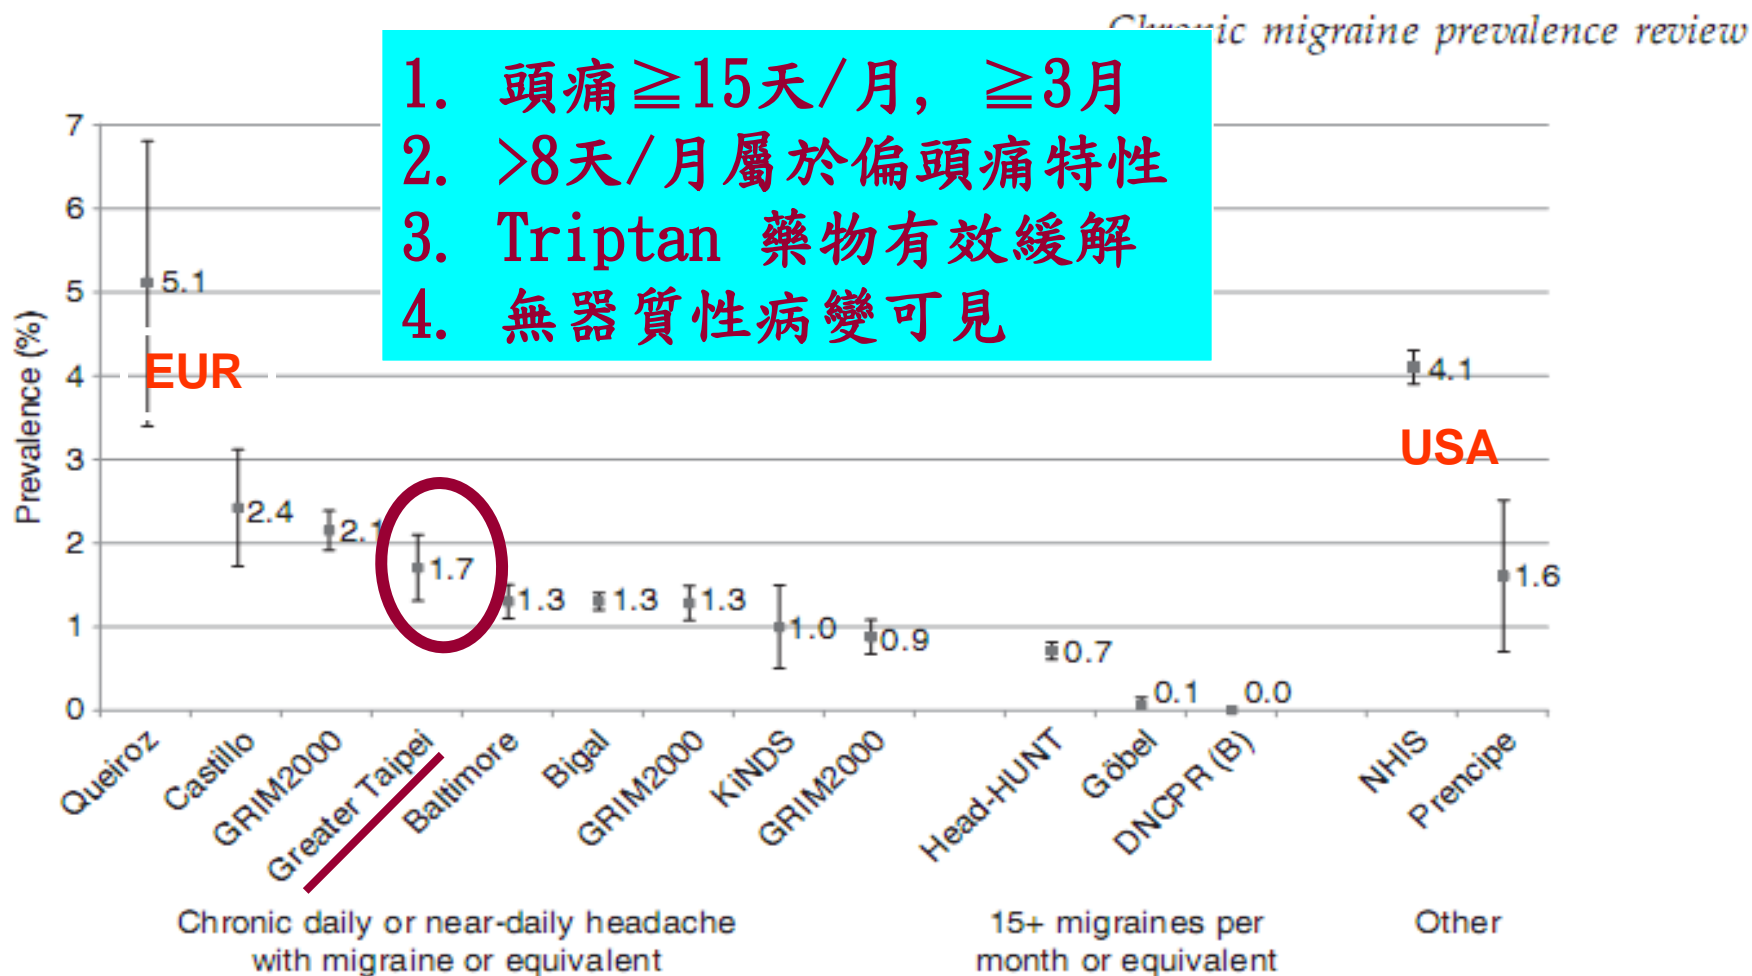 Chronic migraine prevalence review
1. 頭痛≧15天/月, ≧3月
2. >8天/月屬於偏頭痛特性
3. Triptan 藥物有效緩解
4. 無器質性病變可見
Prevalence (%)
7
6
5
4
3
2
1
0
5.1
EUR
2.4
2.1
1.7
1.3
1.3
1.3
1.0
0.9
0.7
0.1
0.0
4.1
USA
1.6
Queiroz
Castillo
GRIM2000
Greater Taipei
Baltimore
Bigal
GRIM2000
KiNDS
GRIM2000
Head-HUNT
Göbel
DNCPR (B)
NHIS
Prencipe
Chronic daily or near-daily headache
with migraine or equivalent
15+ migraines per
month or equivalent
Other